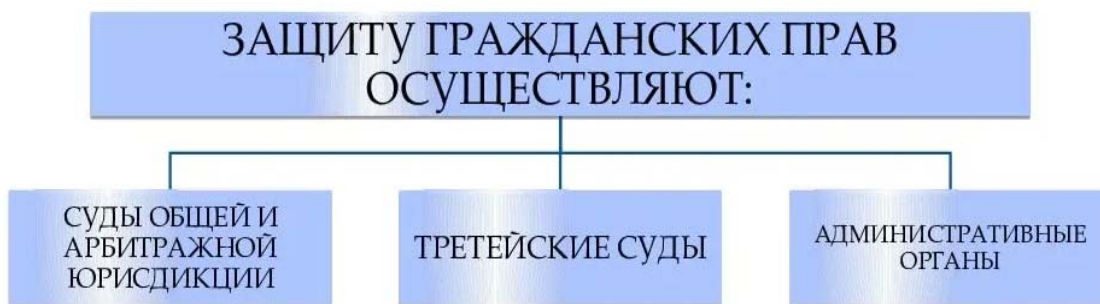 ЗАЩИТУ ГРАЖДАНСКИХ ПРАВ
ОСУЩЕСТВЛЯЮТ:
СУДЫ ОБЩЕЙ И
АРБИТРАЖНОЙ
ЮРИСДИКЦИИ
ТРЕТЕЙСКИЕ СУДЫ
АДМИНИСТРАТИВНЫЕ
ОРГАНЫ